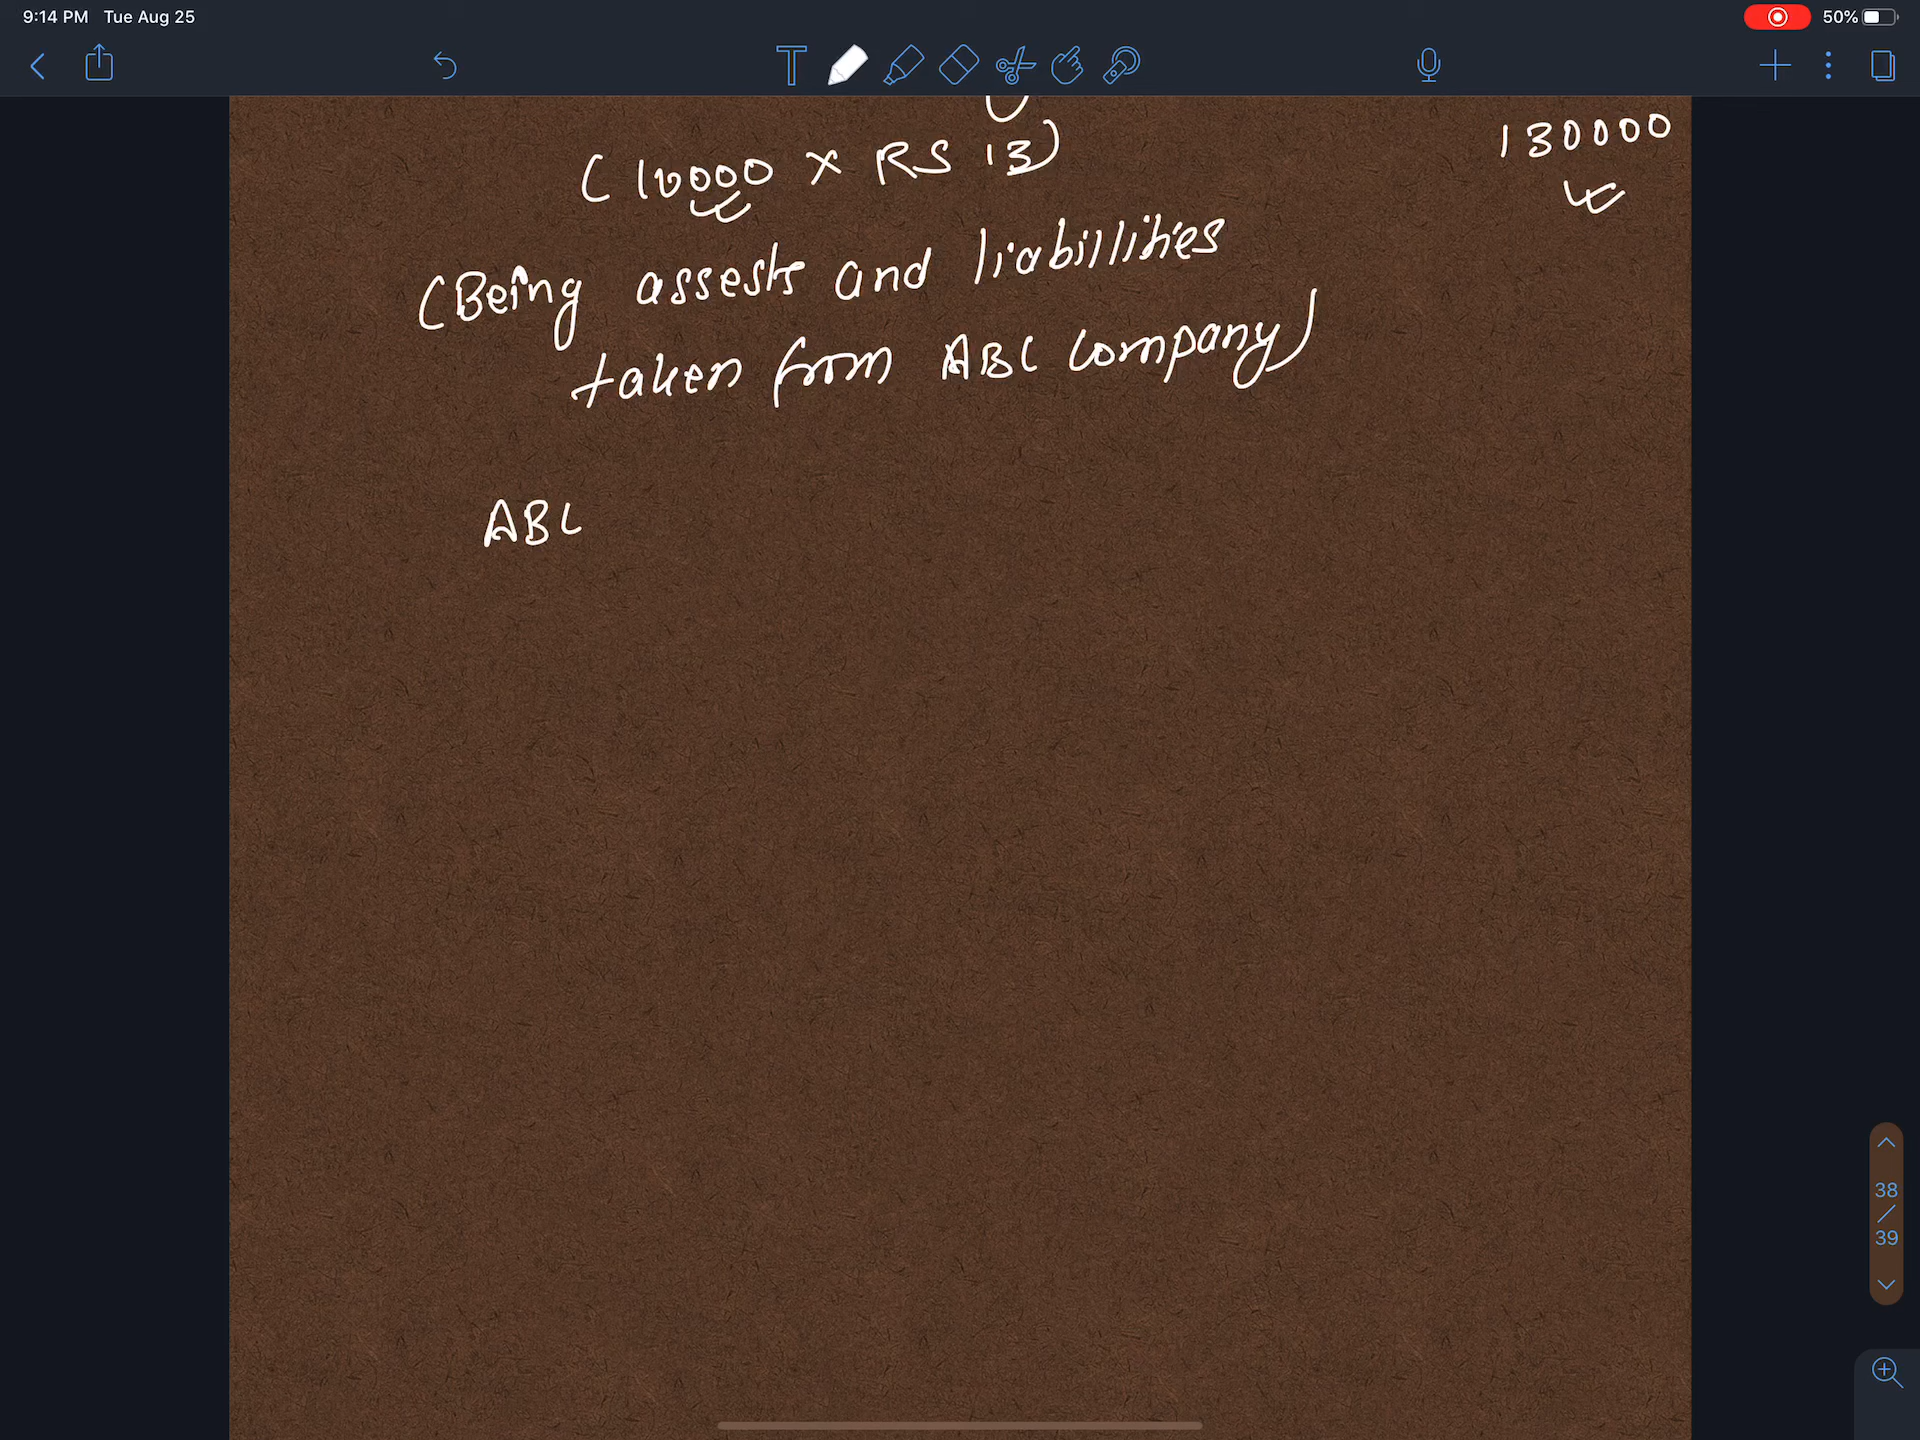 9:14 PM Tue Aug 25
50%
(10000 X RS 13)
130000
(Being assests and liabillities
taken from ABC company)
ABC
38
/
39